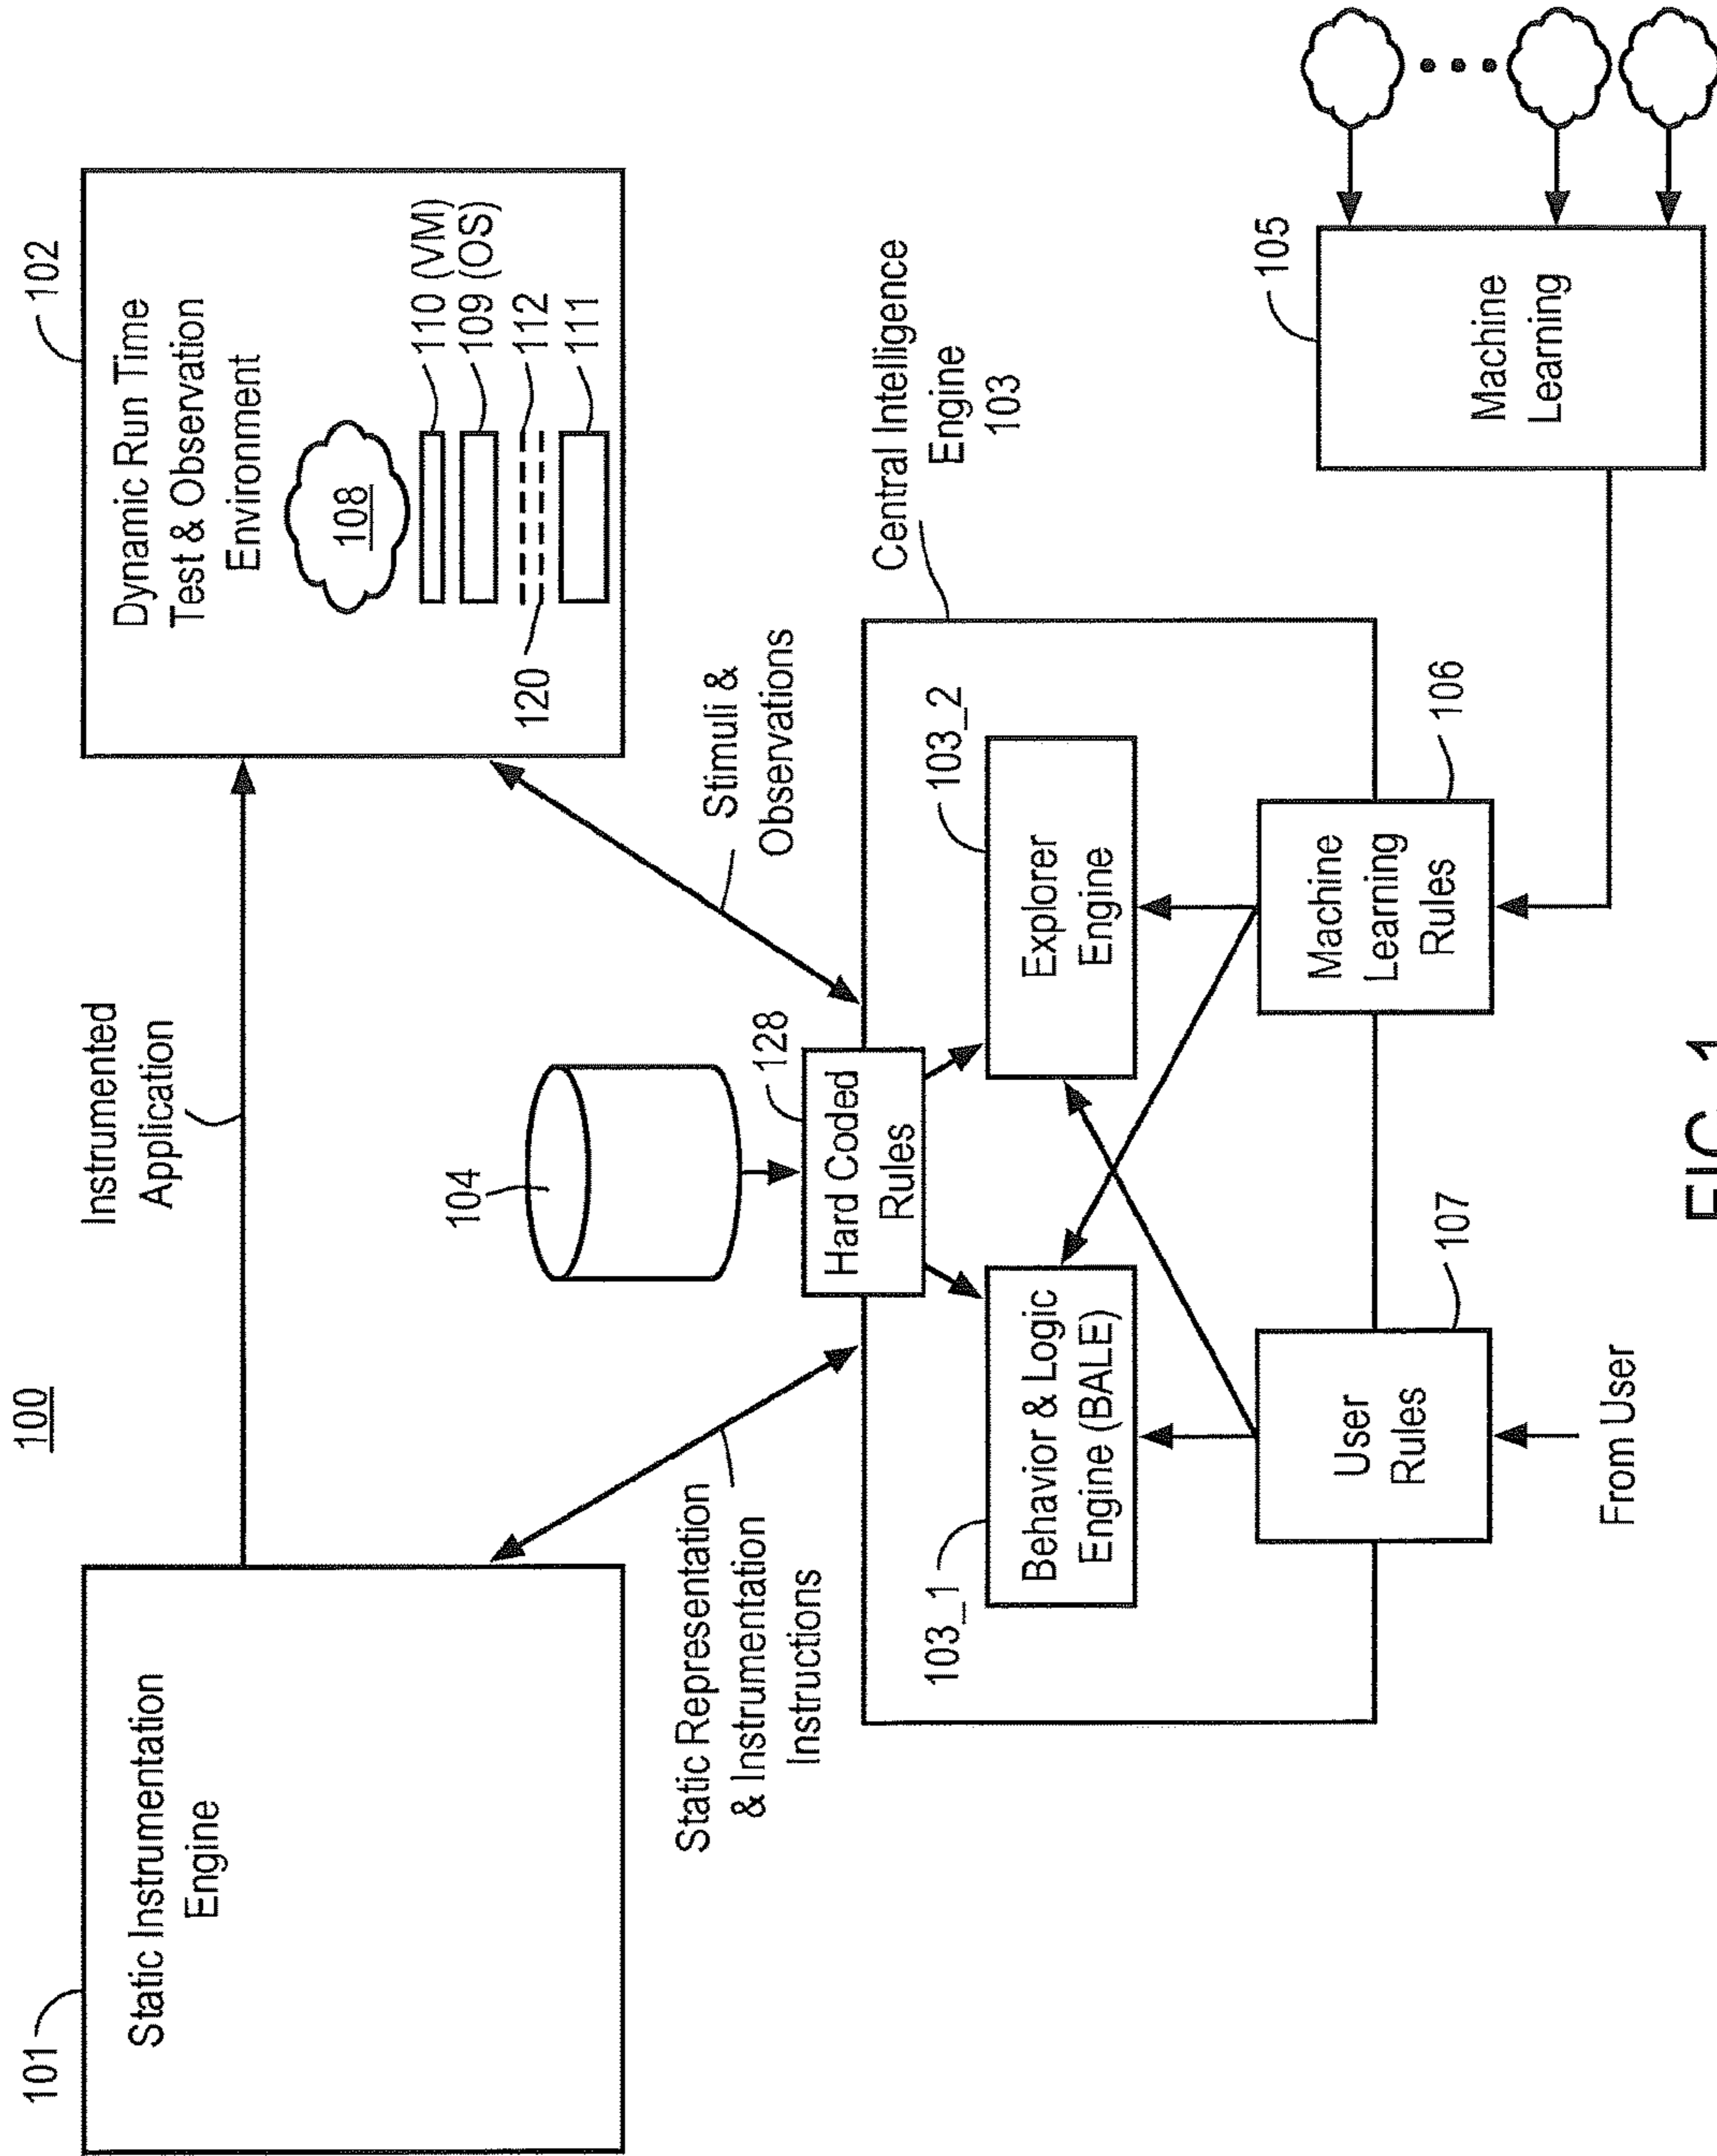 100
101
Static Instrumentation
Engine
Instrumented
Application
102
Dynamic Run Time
Test & Observation
Environment
108
110 (VM)
109 (OS)
112
111
120
Static Representation
& Instrumentation
Instructions
104
Stimuli &
Observations
Hard Coded
Rules
128
Central Intelligence
Engine
103
103_1
Behavior & Logic
Engine (BALE)
Explorer
Engine
103_2
User
Rules
107
Machine
Learning
Rules
106
From User
Machine
Learning
105
FIG. 1